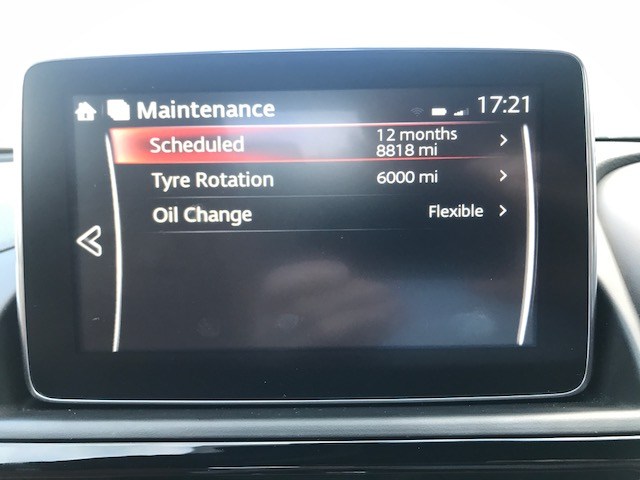 Maintenance 17:21
Scheduled 12 months
8818 mi
Tyre Rotation 6000 mi
Oil Change Flexible